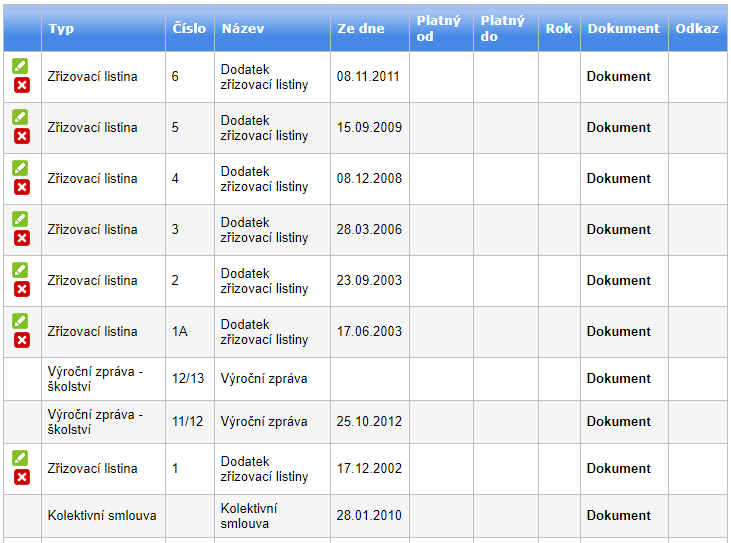 Typ Číslo Název Ze dne Platný od Platný do Rok Dokument Odkaz
Zřizovací listina 6 Dodatek zřizovací listiny 08.11.2011 Dokument
Zřizovací listina 5 Dodatek zřizovací listiny 15.09.2009 Dokument
Zřizovací listina 4 Dodatek zřizovací listiny 08.12.2008 Dokument
Zřizovací listina 3 Dodatek zřizovací listiny 28.03.2006 Dokument
Zřizovací listina 2 Dodatek zřizovací listiny 23.09.2003 Dokument
Zřizovací listina 1A Dodatek zřizovací listiny 17.06.2003 Dokument
Výroční zpráva - školství 12/13 Výroční zpráva Dokument
Výroční zpráva - školství 11/12 Výroční zpráva 25.10.2012 Dokument
Zřizovací listina 1 Dodatek zřizovací listiny 17.12.2002 Dokument
Kolektivní smlouva Kolektivní smlouva 28.01.2010 Dokument